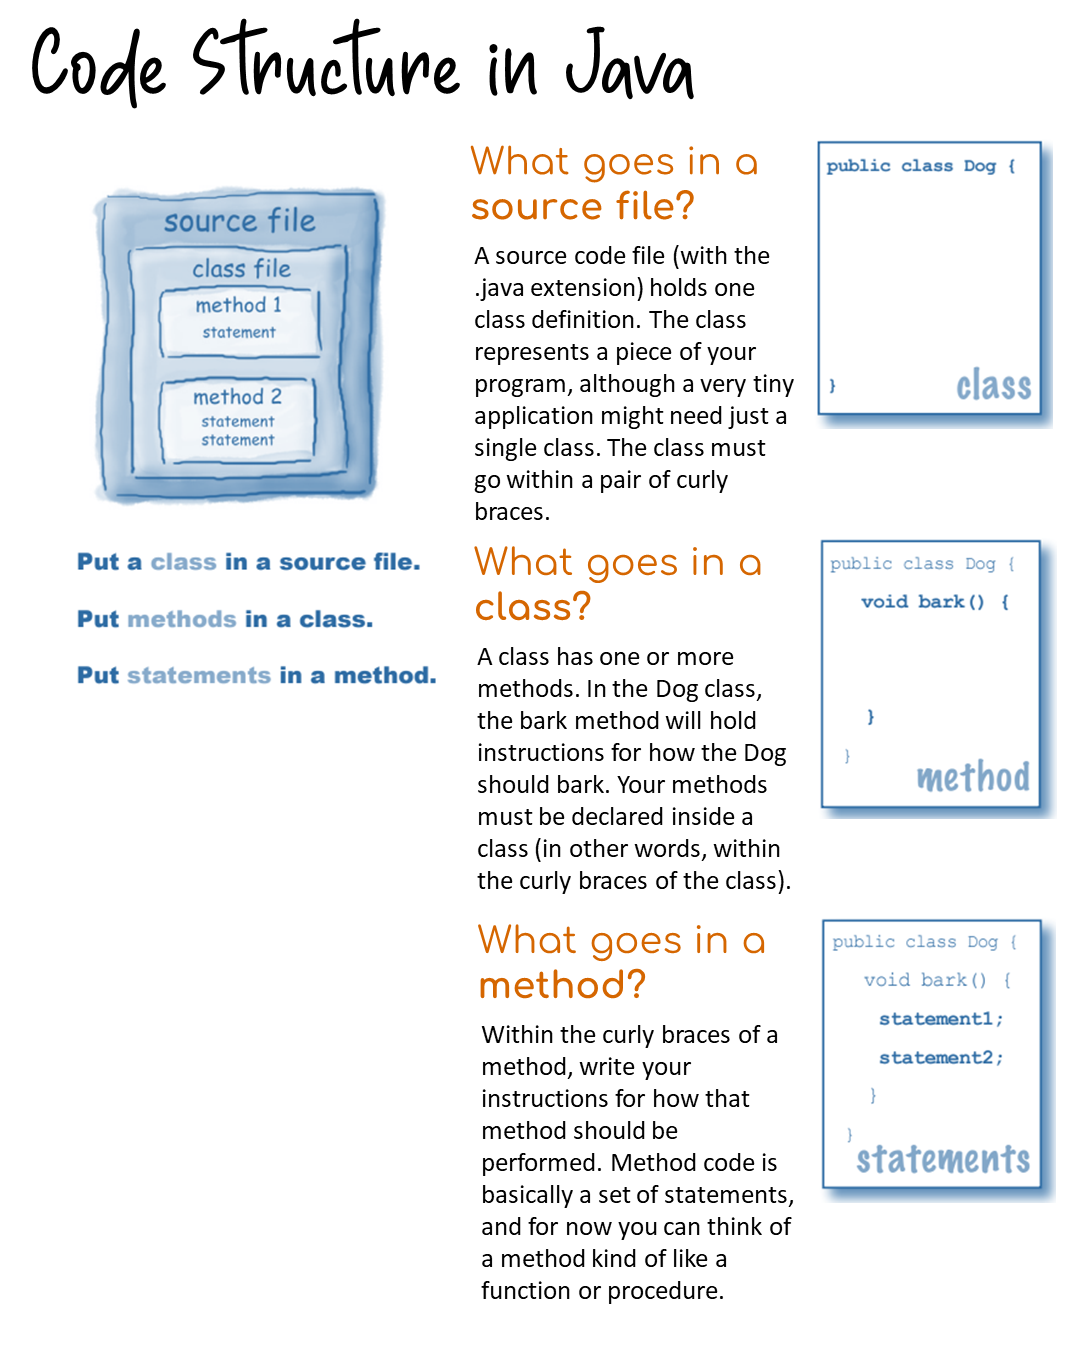 Code Structure in Java
source file
class file
method 1
statement
method 2
statement
statement
Put a class in a source file.
Put methods in a class.
Put statements in a method.
What goes in a
source file?
A source code file (with the
.java extension) holds one
class definition. The class
represents a piece of your
program, although a very tiny
application might need just a
single class. The class must
go within a pair of curly
braces.
public class Dog {
}
class
What goes in a
class?
A class has one or more
methods. In the Dog class,
the bark method will hold
instructions for how the Dog
should bark. Your methods
must be declared inside a
class (in other words, within
the curly braces of the class).
public class Dog {
void bark() {
}
}
method
What goes in a
method?
Within the curly braces of a
method, write your
instructions for how that
method should be
performed. Method code is
basically a set of statements,
and for now you can think of
a method kind of like a
function or procedure.
public class Dog {
void bark() {
statement1;
statement2;
}
}
statements